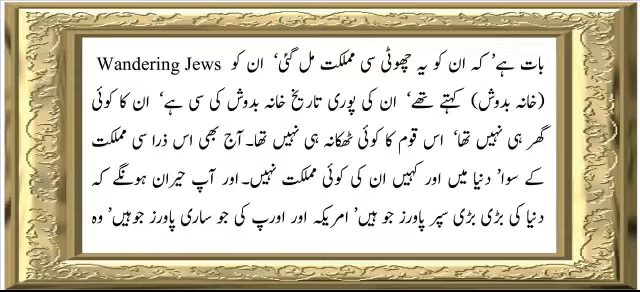 بات ہے’ کہ ان کو یہ چھوٹی سی مملکت مل گئی‘ ان کو Wandering Jews
(خانہ بدوش) کہتے تھے‘ ان کی پوری تاریخ خانہ بدوش کی سی ہے‘ ان کا کوئی
گھر ہی نہیں تھا‘ اس قوم کا کوئی ٹھکانہ ہی نہیں تھا۔ آج بھی اس ذرا سی مملکت
کے سوا’ دنیا میں اور کہیں ان کی کوئی مملکت نہیں۔ اور آپ حیران ہونگے کہ
دنیا کی بڑی بڑی سپر پاورز جو ہیں’ امریکہ اور اورپ کی جو ساری پاورز جوہیں’ وہ